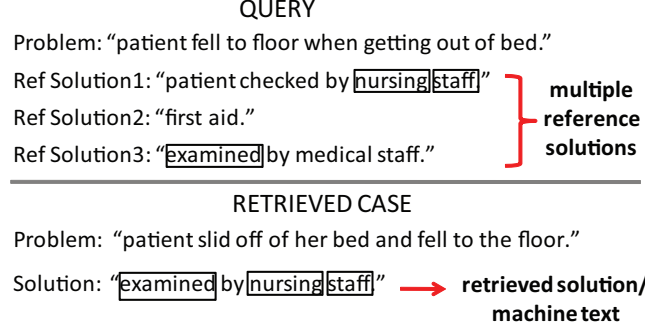 QUERY
Problem: “patient fell to floor when getting out of bed.”
Ref Solution1: “patient checked by nursing staff.”
Ref Solution2: “first aid.”
Ref Solution3: “examined by medical staff.”
multiple
reference
solutions
RETRIEVED CASE
Problem: “patient slid off of her bed and fell to the floor.”
Solution: “examined by nursing staff.”
retrieved solution/
machine text